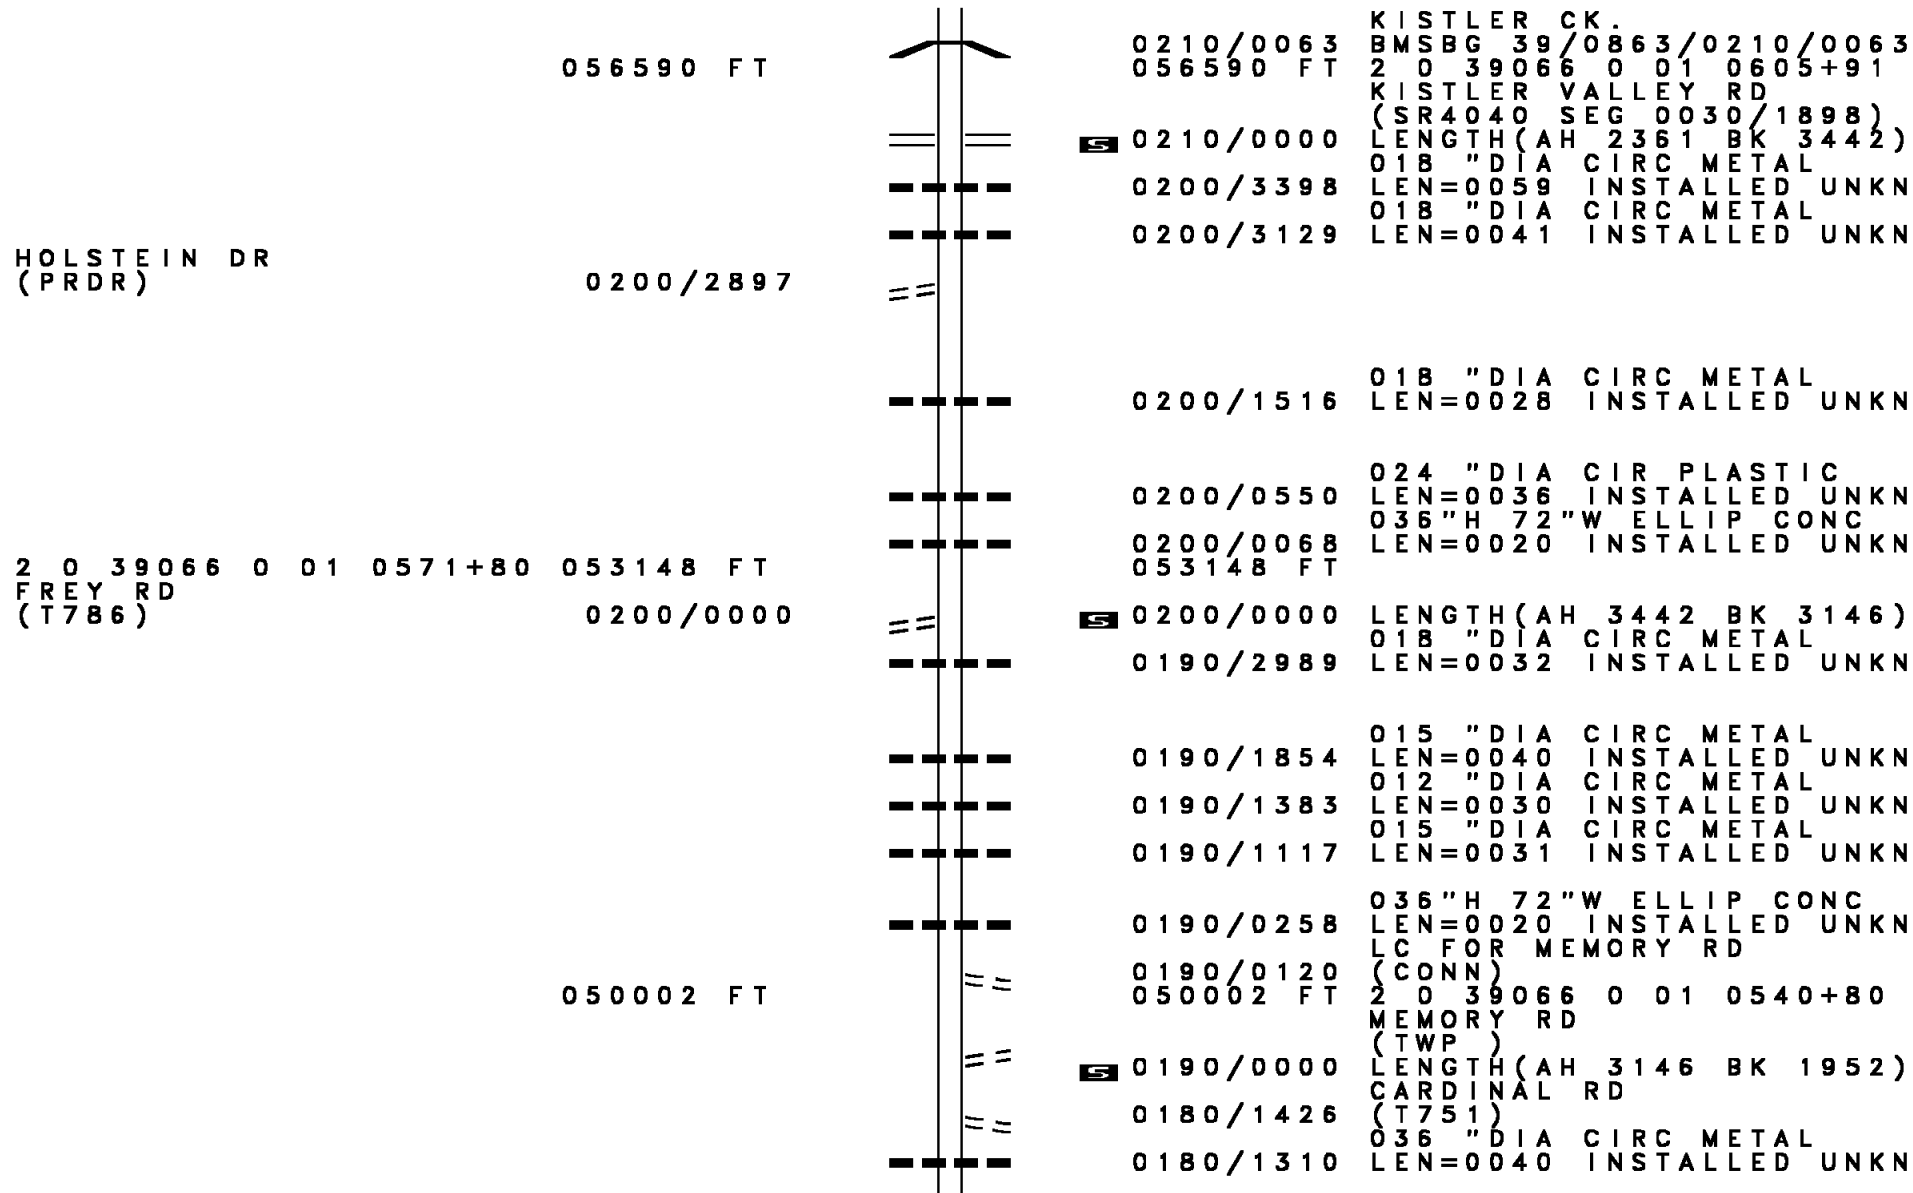 KISTLER CK.
0210/0063 BMSBG 39/0863/0210/0063
056590 FT 056590 FT 2 0 39066 0 01 0605+91
KISTLER VALLEY RD
(SR4040 SEG 0030/1898)
S 0210/0000 LENGTH(AH 2361 BK 3442)
018 "DIA CIRC METAL
0200/3398 LEN=0059 INSTALLED UNKN
018 "DIA CIRC METAL
0200/3129 LEN=0041 INSTALLED UNKN
HOLSTEIN DR
(PRDR) 0200/2897
018 "DIA CIRC METAL
0200/1516 LEN=0028 INSTALLED UNKN
024 "DIA CIR PLASTIC
0200/0550 LEN=0036 INSTALLED UNKN
036"H 72"W ELLIP CONC
0200/0068 LEN=0020 INSTALLED UNKN
2 0 39066 0 01 0571+80 053148 FT 053148 FT
FREY RD
(T786) 0200/0000 S 0200/0000 LENGTH(AH 3442 BK 3146)
018 "DIA CIRC METAL
0190/2989 LEN=0032 INSTALLED UNKN
015 "DIA CIRC METAL
0190/1854 LEN=0040 INSTALLED UNKN
012 "DIA CIRC METAL
0190/1383 LEN=0030 INSTALLED UNKN
015 "DIA CIRC METAL
0190/1117 LEN=0031 INSTALLED UNKN
036"H 72"W ELLIP CONC
0190/0258 LEN=0020 INSTALLED UNKN
LC FOR MEMORY RD
0190/0120 (CONN)
050002 FT 050002 FT 2 0 39066 0 01 0540+80
MEMORY RD
(TWP )
S 0190/0000 LENGTH(AH 3146 BK 1952)
CARDINAL RD
0180/1426 (T751)
036 "DIA CIRC METAL
0180/1310 LEN=0040 INSTALLED UNKN